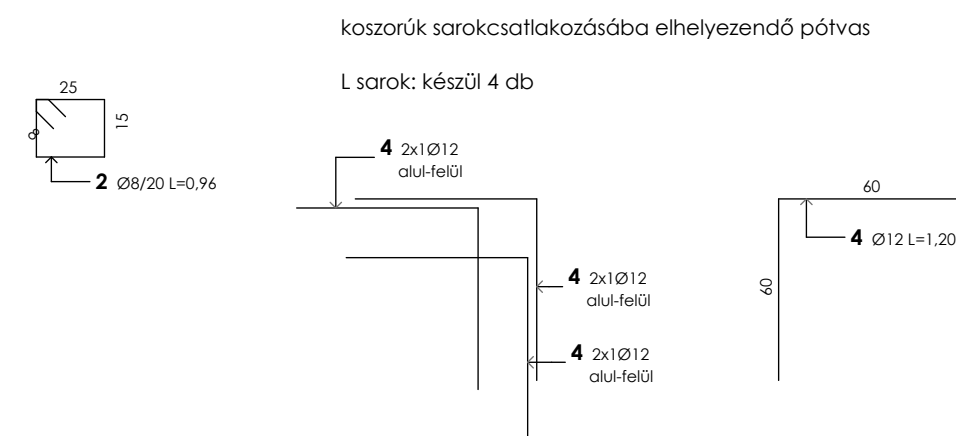 koszorúk sarokcsatlakozásába elhelyezendő pótvas
L sarok: készül 4 db
25
15
8
2 Ø8/20 L=0,96
4 2x1Ø12
alul-felül
4 2x1Ø12
alul-felül
4 2x1Ø12
alul-felül
60
4 Ø12 L=1,20
60